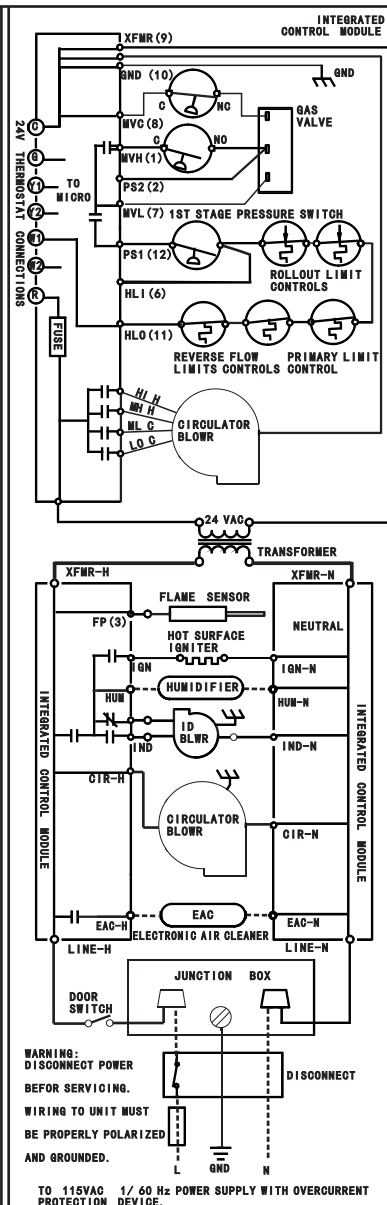 INTEGRATED
CONTROL MODULE
XFMR (9)
GND (10)
GND
C
NC
GAS
VALVE
MVC (8)
C
NO
MVH (1)
PS2 (2)
TO
MICRO
MVL (7)
1ST STAGE PRESSURE SWITCH
PS1 (12)
ROLLOUT LIMIT
CONTROLS
HLI (6)
HLO (11)
REVERSE FLOW
LIMITS CONTROLS
PRIMARY LIMIT
CONTROL
24V THERMOSTAT CONNECTIONS
C
G
Y1
Y2
W1
W2
R
FUSE
HI H
MH H
ML C
LO C
CIRCULATOR
BLOWR
24 VAC
TRANSFORMER
XFMR-H
XFMR-N
FLAME SENSOR
FP (3)
NEUTRAL
HOT SURFACE
IGNITER
IGN
IGN-N
HUM
HUMIDIFIER
HUM-N
ID
BLWR
IND
IND-N
INTEGRATED CONTROL MODULE
INTEGRATED CONTROL MODULE
CIR-H
CIRCULATOR
BLOWR
CIR-N
EAC-H
EAC
EAC-N
ELECTRONIC AIR CLEANER
LINE-H
LINE-N
JUNCTION BOX
DOOR
SWITCH
WARNING:
DISCONNECT POWER
BEFOR SERVICING.
WIRING TO UNIT MUST
BE PROPERLY POLARIZED
AND GROUNDED.
DISCONNECT
L
GND
N
TO 115VAC 1/ 60 Hz POWER SUPPLY WITH OVERCURRENT
PROTECTION DEVICE.